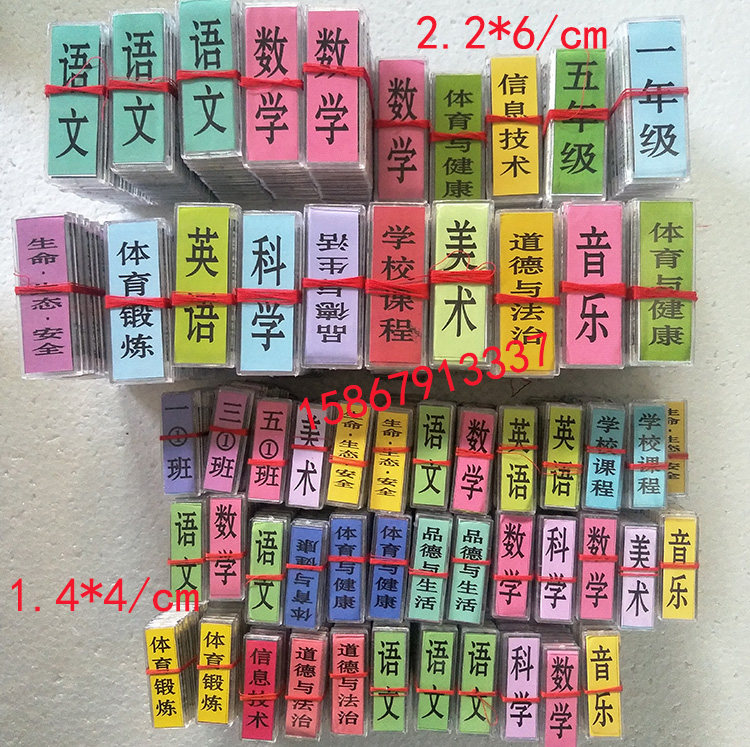 2.2*6/cm
语文
语文
语文
数学
数学
数学
体育与健康
信息技术
五年级
一年级
生命·生态·安全
体育锻炼
英语
科学
品德与生活
学校课程
美术
道德与法治
音乐
体育与健康
15867913337
一①班
三①班
五①班
美术
生命·生态·安全
生命·生态·安全
语文
数学
英语
英语
学校课程
学校课程
生命·生态·安全
语文
数学
语文
体育与健康
体育与健康
体育与健康
品德与生活
品德与生活
数学
科学
数学
美术
音乐
1.4*4/cm
体育锻炼
体育锻炼
信息技术
道德与法治
道德与法治
语文
语文
语文
科学
数学
音乐